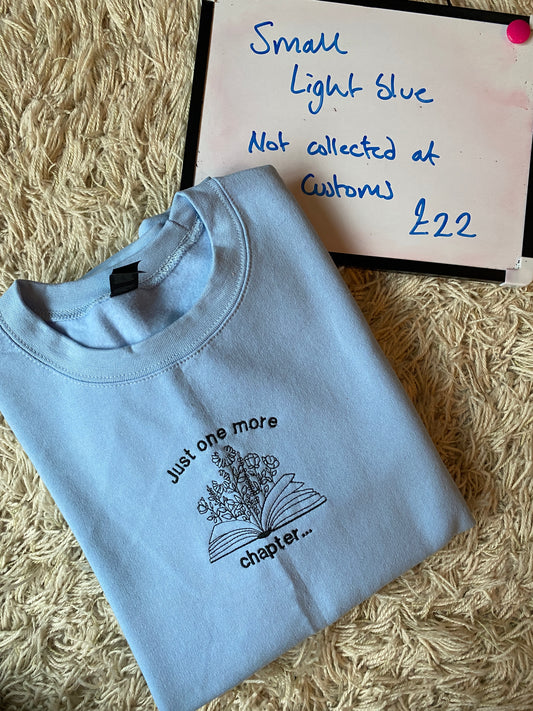 Small
Light blue
Not collected at
Customs
£22
Just one more
chapter...